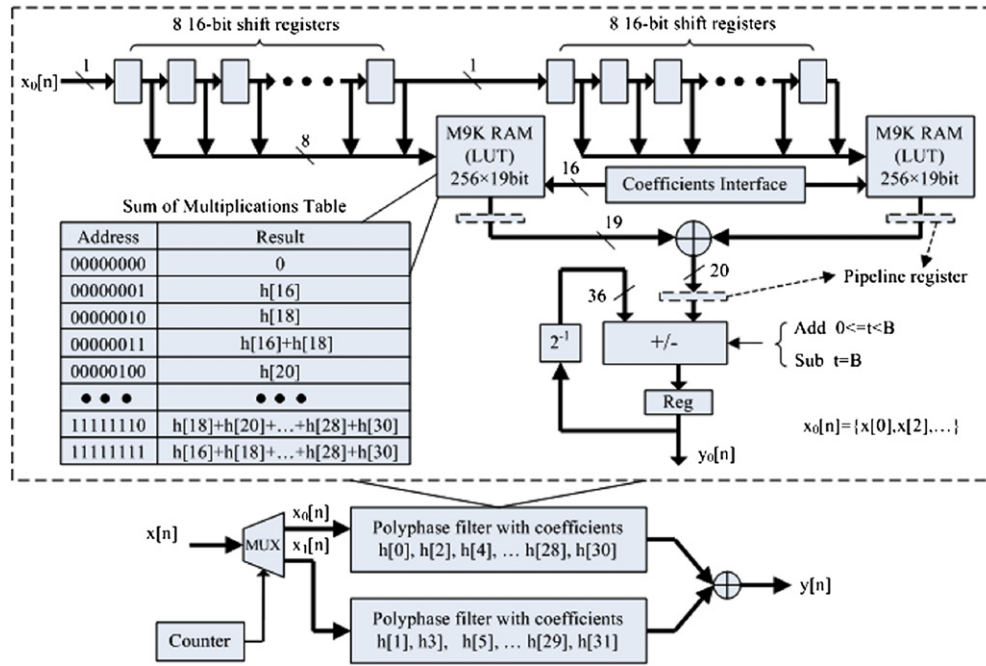 8 16-bit shift registers
8 16-bit shift registers
x₀[n]
1
1
8
M9K RAM
(LUT)
256×19bit
16
Coefficients Interface
M9K RAM
(LUT)
256×19bit
Sum of Multiplications Table
Address Result
00000000 0
00000001 h[16]
00000010 h[18]
00000011 h[16]+h[18]
00000100 h[20]
● ● ● ● ● ●
11111110 h[18]+h[20]+…+h[28]+h[30]
11111111 h[16]+h[18]+…+h[28]+h[30]
19
20
Pipeline register
36
2⁻¹
+/-
Add 0<=t<B
Sub t=B
Reg
x₀[n]={x[0],x[2],…}
y₀[n]
x[n]
MUX
x₀[n]
x₁[n]
Counter
Polyphase filter with coefficients
h[0], h[2], h[4], … h[28], h[30]
Polyphase filter with coefficients
h[1], h3], h[5], … h[29], h[31]
y[n]